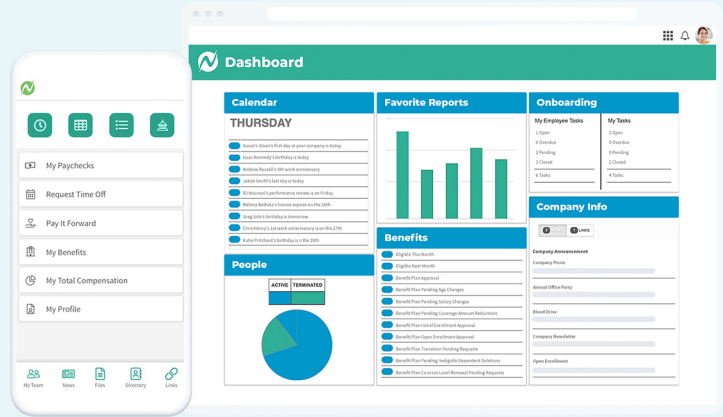 My Paychecks
Request Time Off
Pay It Forward
My Benefits
My Total Compensation
My Profile
My Team
News
Files
Directory
Links
Dashboard
Calendar
THURSDAY
Susan's Sloan's first day at your company is today
Isaac Kennedy's birthday is today
Andrew Russell's 6th work anniversary
Jakob Smith's last day is today
Eli Hounsel's performance review is on Friday
Melony Bethala's license expires on the 26th
Greg Sole's birthday is tomorrow
Chris Henry's 1st work anniversary is on the 27th
Katie Pritchard's birthday is n the 28th
People
ACTIVE TERMINATED
Favorite Reports
Benefits
Eligible This Month
Eligible Next Month
Benefit Plan Approval
Benefit Plan Pending Age Changes
Benefit Plan Pending Salary Changes
Benefit Plan Pending Coverage Amount Reductions
Benefit Plan Initial Enrollment Approval
Benefit Plan Open Enrollment Approval
Benefit Plan Transition Pending Requests
Benefit Plan Pending Ineligible Dependent Deletions
Benefit Plan Level Renewal Pending Requests
Onboarding
My Employee Tasks
1 Open
0 Overdue
2 Pending
3 Closed
6 Tasks
My Tasks
2 Open
0 Overdue
0 Pending
2 Closed
4 Tasks
Company Info
LINKS
Company Announcement
Company Picnic
Annual Office Party
Blood Drive
Company Newsletter
Open Enrollment